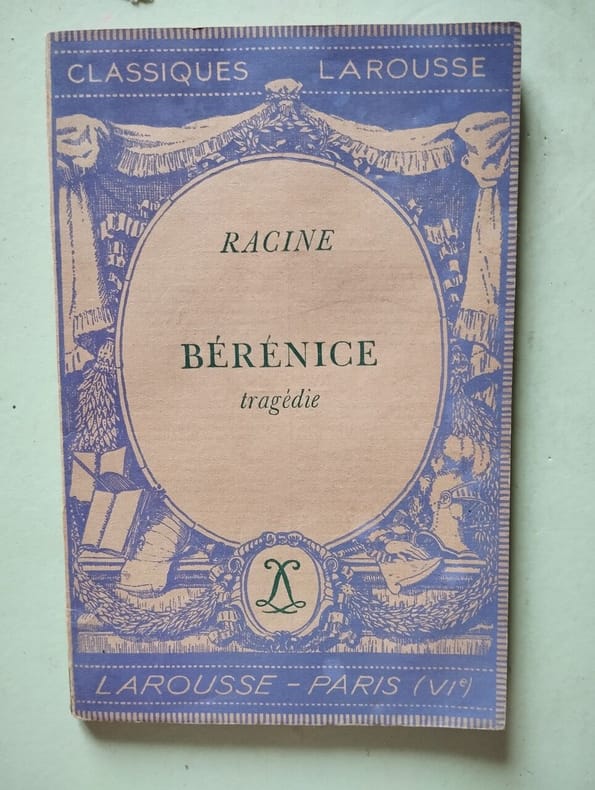 CLASSIQUES LAROUSSE
RACINE
BÉRÉNICE
tragédie
LAROUSSE - PARIS (VIe)